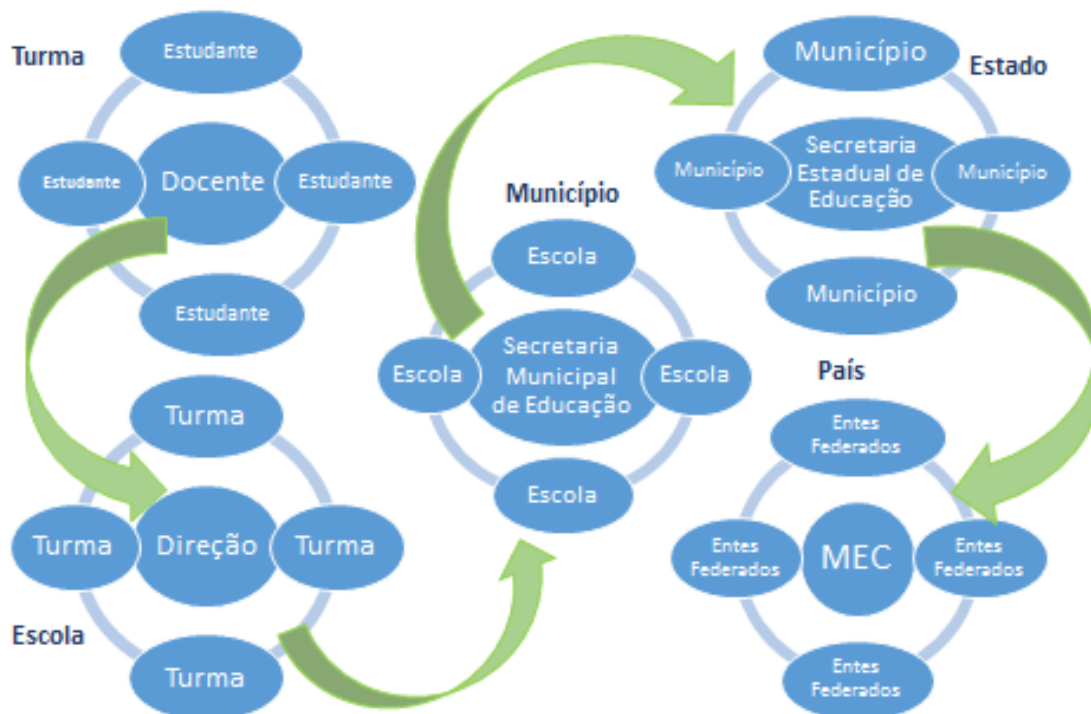 Turma
Estudante
Estudante
Docente
Estudante
Estudante
Turma
Turma
Direção
Turma
Escola
Turma
Município
Escola
Escola
Secretaria
Municipal
de Educação
Escola
Escola
Município
Estado
Município
Secretaria
Estadual de
Educação
Município
Município
País
Entes
Federados
Entes
Federados
MEC
Entes
Federados
Entes
Federados